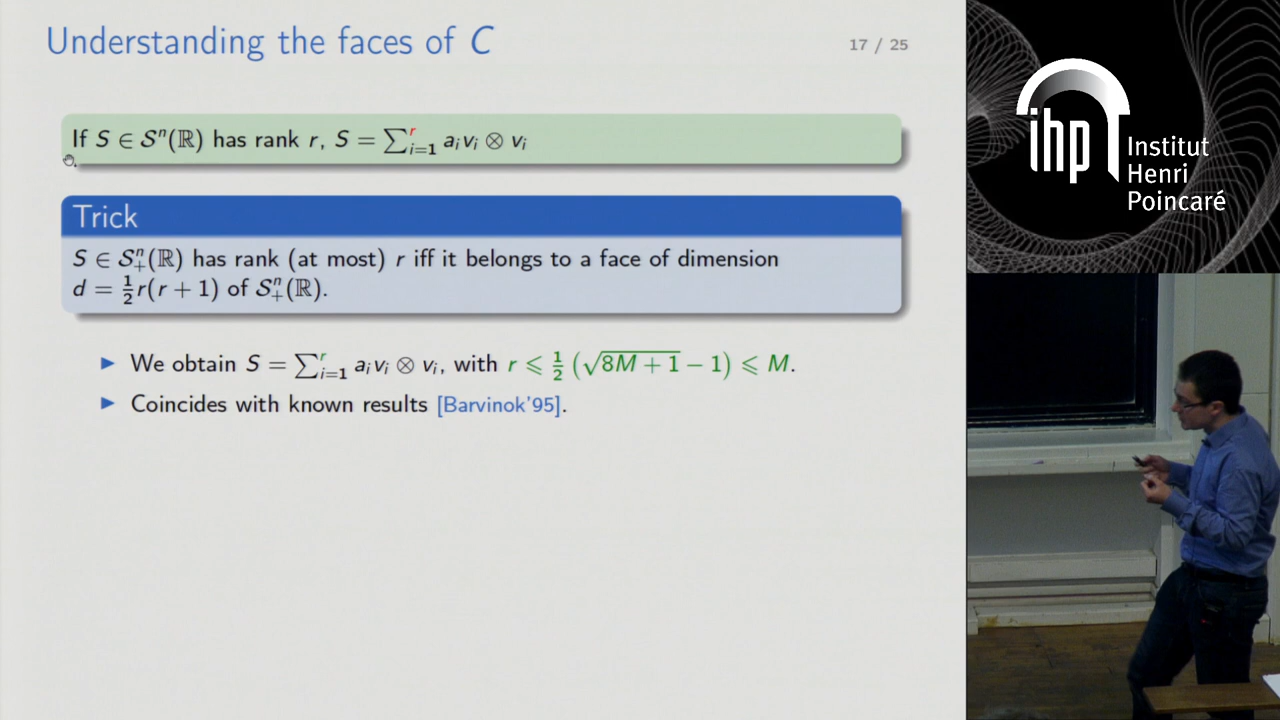 Understanding the faces of C
17 / 25
If S ∈ 𝒮ⁿ(ℝ) has rank r, S = ∑ʳᵢ₌₁ aᵢvᵢ ⊗ vᵢ
Trick
S ∈ 𝒮ⁿ₊(ℝ) has rank (at most) r iff it belongs to a face of dimension
d = ½r(r + 1) of 𝒮ⁿ₊(ℝ).
▶ We obtain S = ∑ʳᵢ₌₁ aᵢvᵢ ⊗ vᵢ, with r ⩽ ½ (√(8M + 1) − 1) ⩽ M.
▶ Coincides with known results [Barvinok'95].
ihp
Institut
Henri
Poincaré